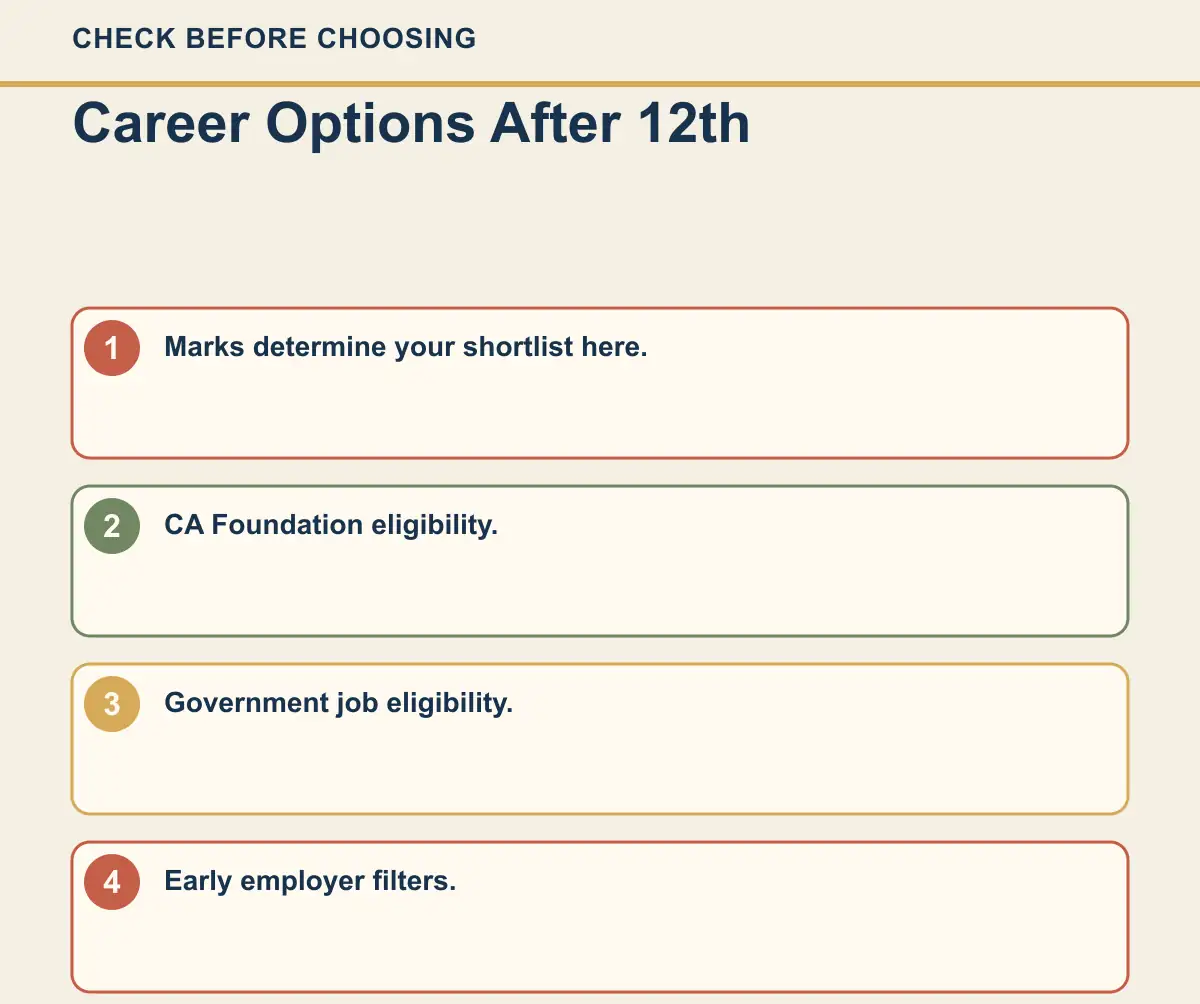 CHECK BEFORE CHOOSING
Career Options After 12th
1 Marks determine your shortlist here.
2 CA Foundation eligibility.
3 Government job eligibility.
4 Early employer filters.